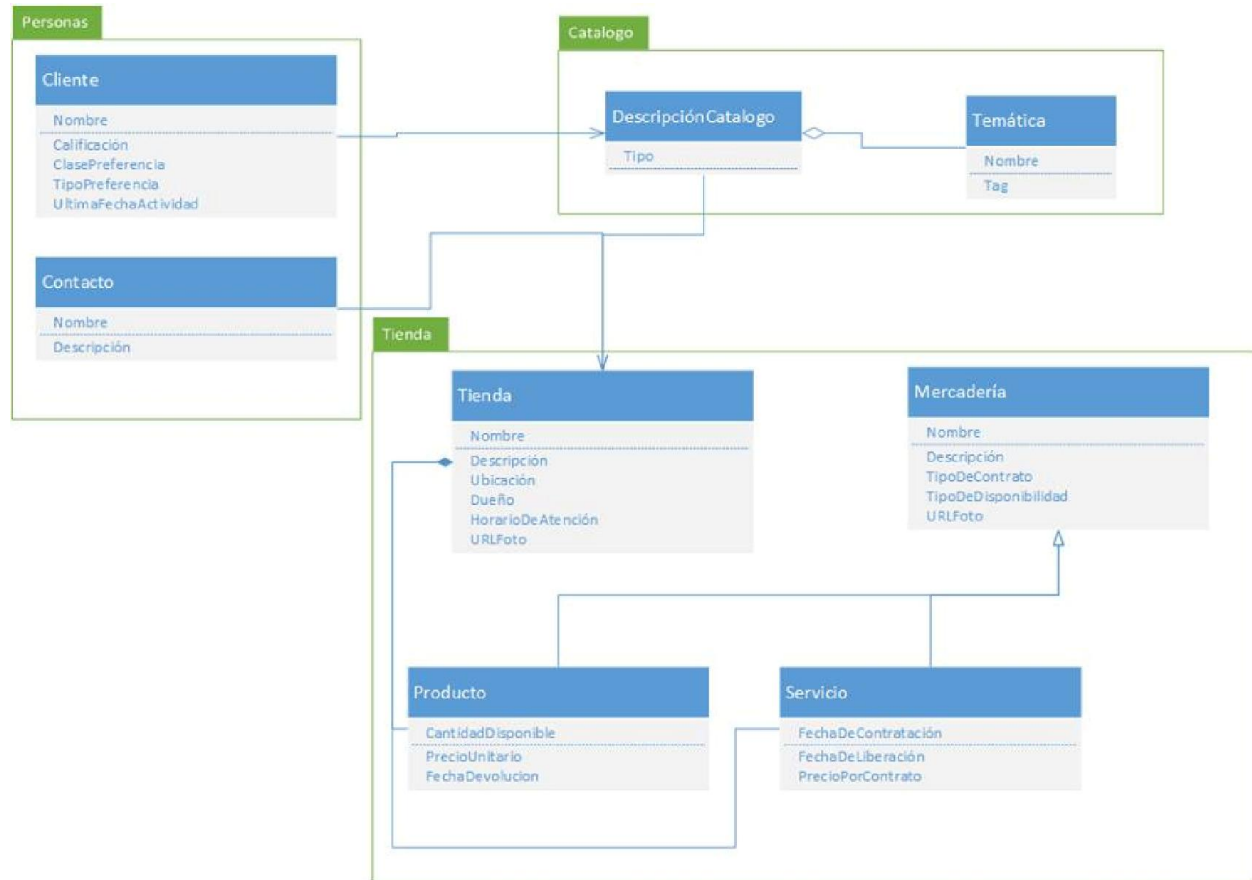 Personas
Cliente
Nombre
Calificación
ClasePreferencia
TipoPreferencia
UltimaFechaActividad
Contacto
Nombre
Descripción
Catalogo
DescripciónCatalogo
Tipo
Temática
Nombre
Tag
Tienda
Tienda
Nombre
Descripción
Ubicación
Dueño
HorarioDeAtención
URLFoto
Mercadería
Nombre
Descripción
TipoDeContrato
TipoDeDisponibilidad
URLFoto
Producto
CantidadDisponible
PrecioUnitario
FechaDevolucion
Servicio
FechaDeContratación
FechaDeLiberación
PrecioPorContrato